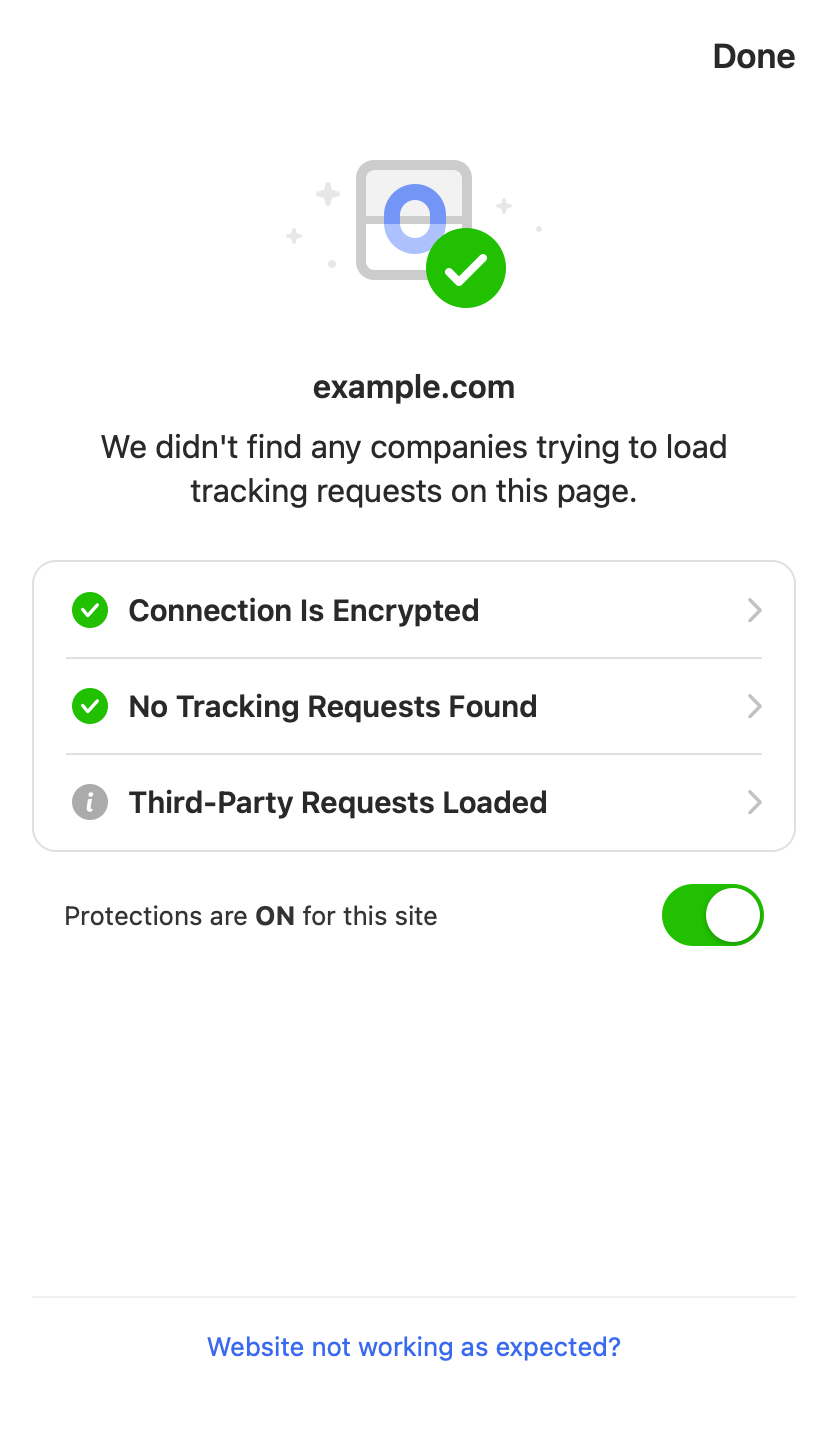 Done
0
example.com
We didn't find any companies trying to load
tracking requests on this page.
Connection Is Encrypted
No Tracking Requests Found
Third-Party Requests Loaded
Protections are ON for this site
Website not working as expected?